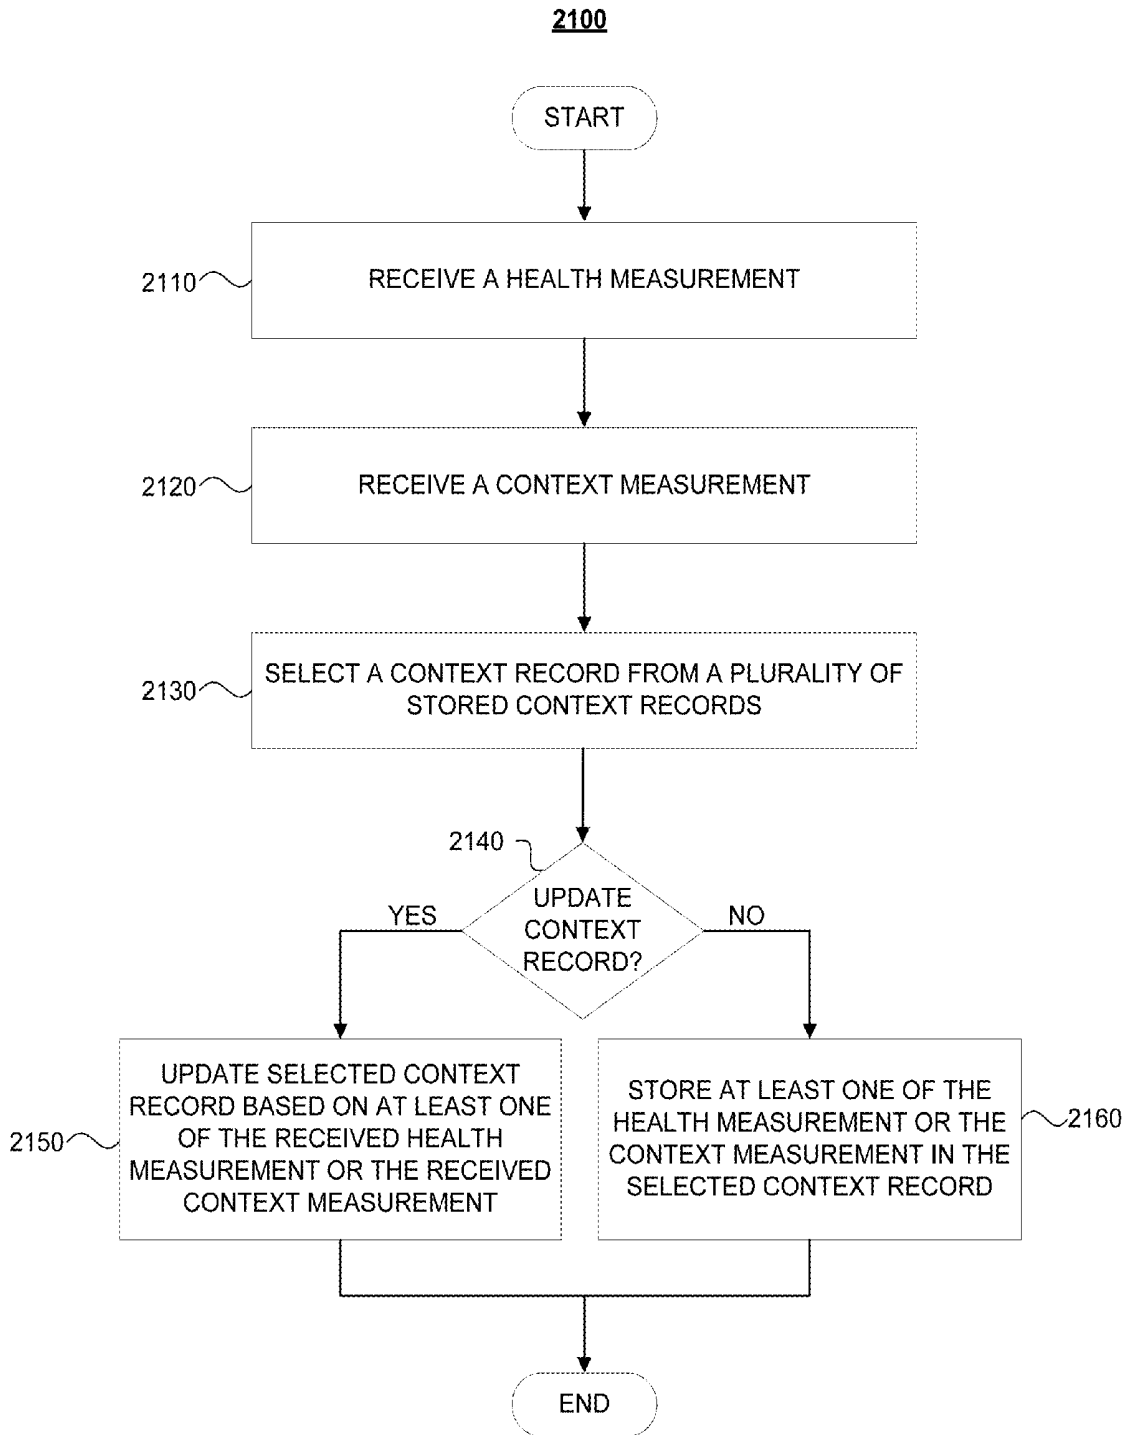 2100
START
2110
RECEIVE A HEALTH MEASUREMENT
2120
RECEIVE A CONTEXT MEASUREMENT
2130
SELECT A CONTEXT RECORD FROM A PLURALITY OF
STORED CONTEXT RECORDS
2140
UPDATE
CONTEXT
RECORD?
YES
NO
2150
UPDATE SELECTED CONTEXT
RECORD BASED ON AT LEAST ONE
OF THE RECEIVED HEALTH
MEASUREMENT OR THE RECEIVED
CONTEXT MEASUREMENT
STORE AT LEAST ONE OF THE
HEALTH MEASUREMENT OR THE
CONTEXT MEASUREMENT IN THE
SELECTED CONTEXT RECORD
2160
END